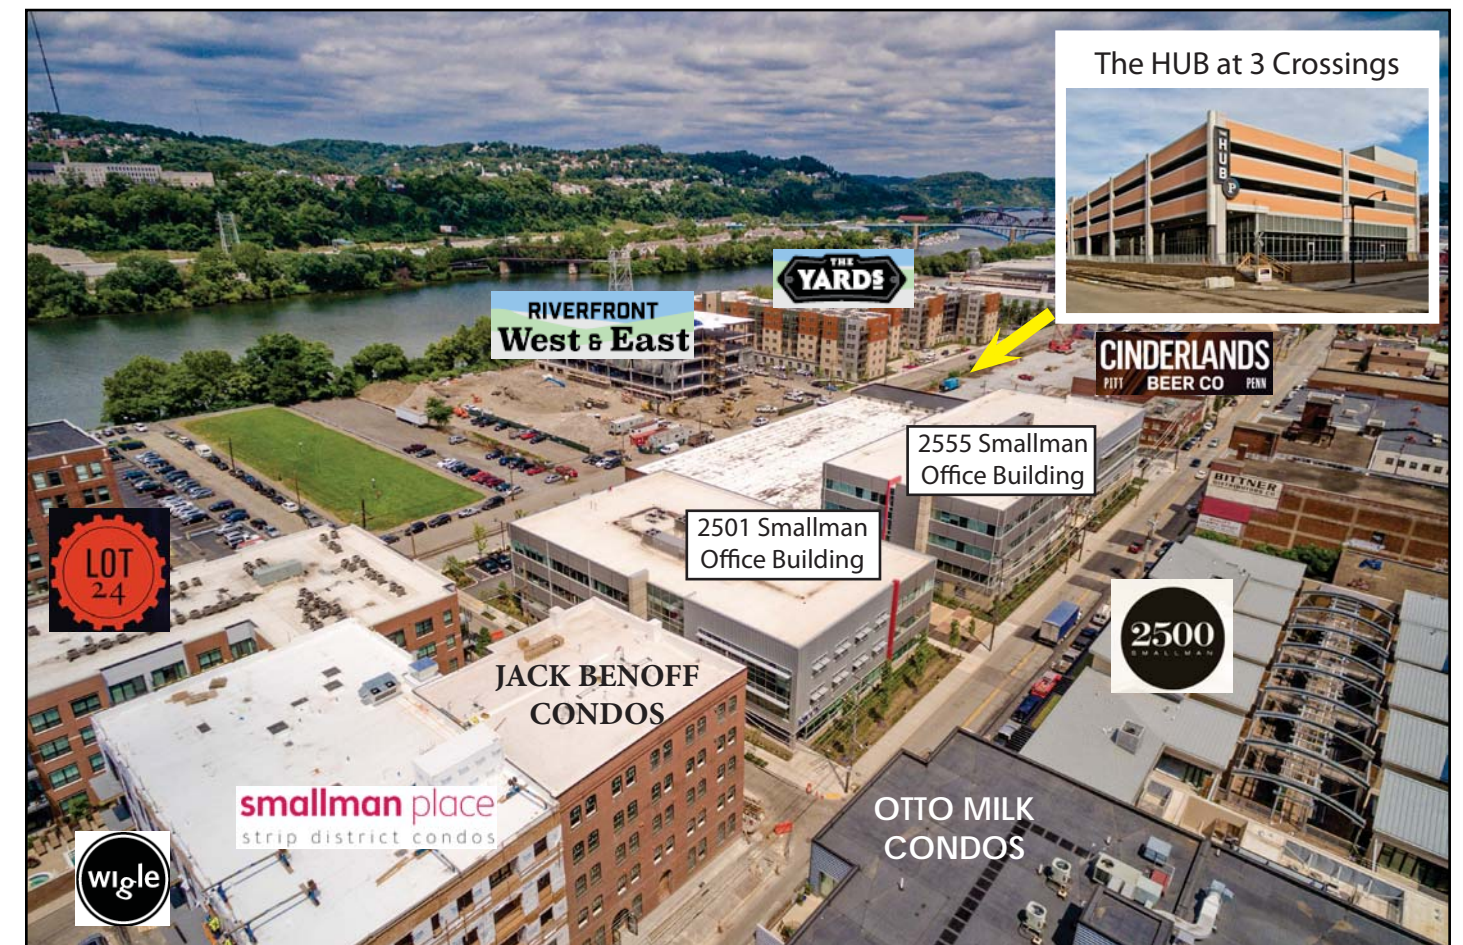 The HUB at 3 Crossings
THE
HUB
P
THE
YARDS
RIVERFRONT
West & East
CINDERLANDS
PITT BEER CO PENN
2555 Smallman
Office Building
BITTNER
2501 Smallman
Office Building
LOT
24
2500
SMALLMAN
JACK BENOFF
CONDOS
smallman place
strip district condos
OTTO MILK
CONDOS
wigle